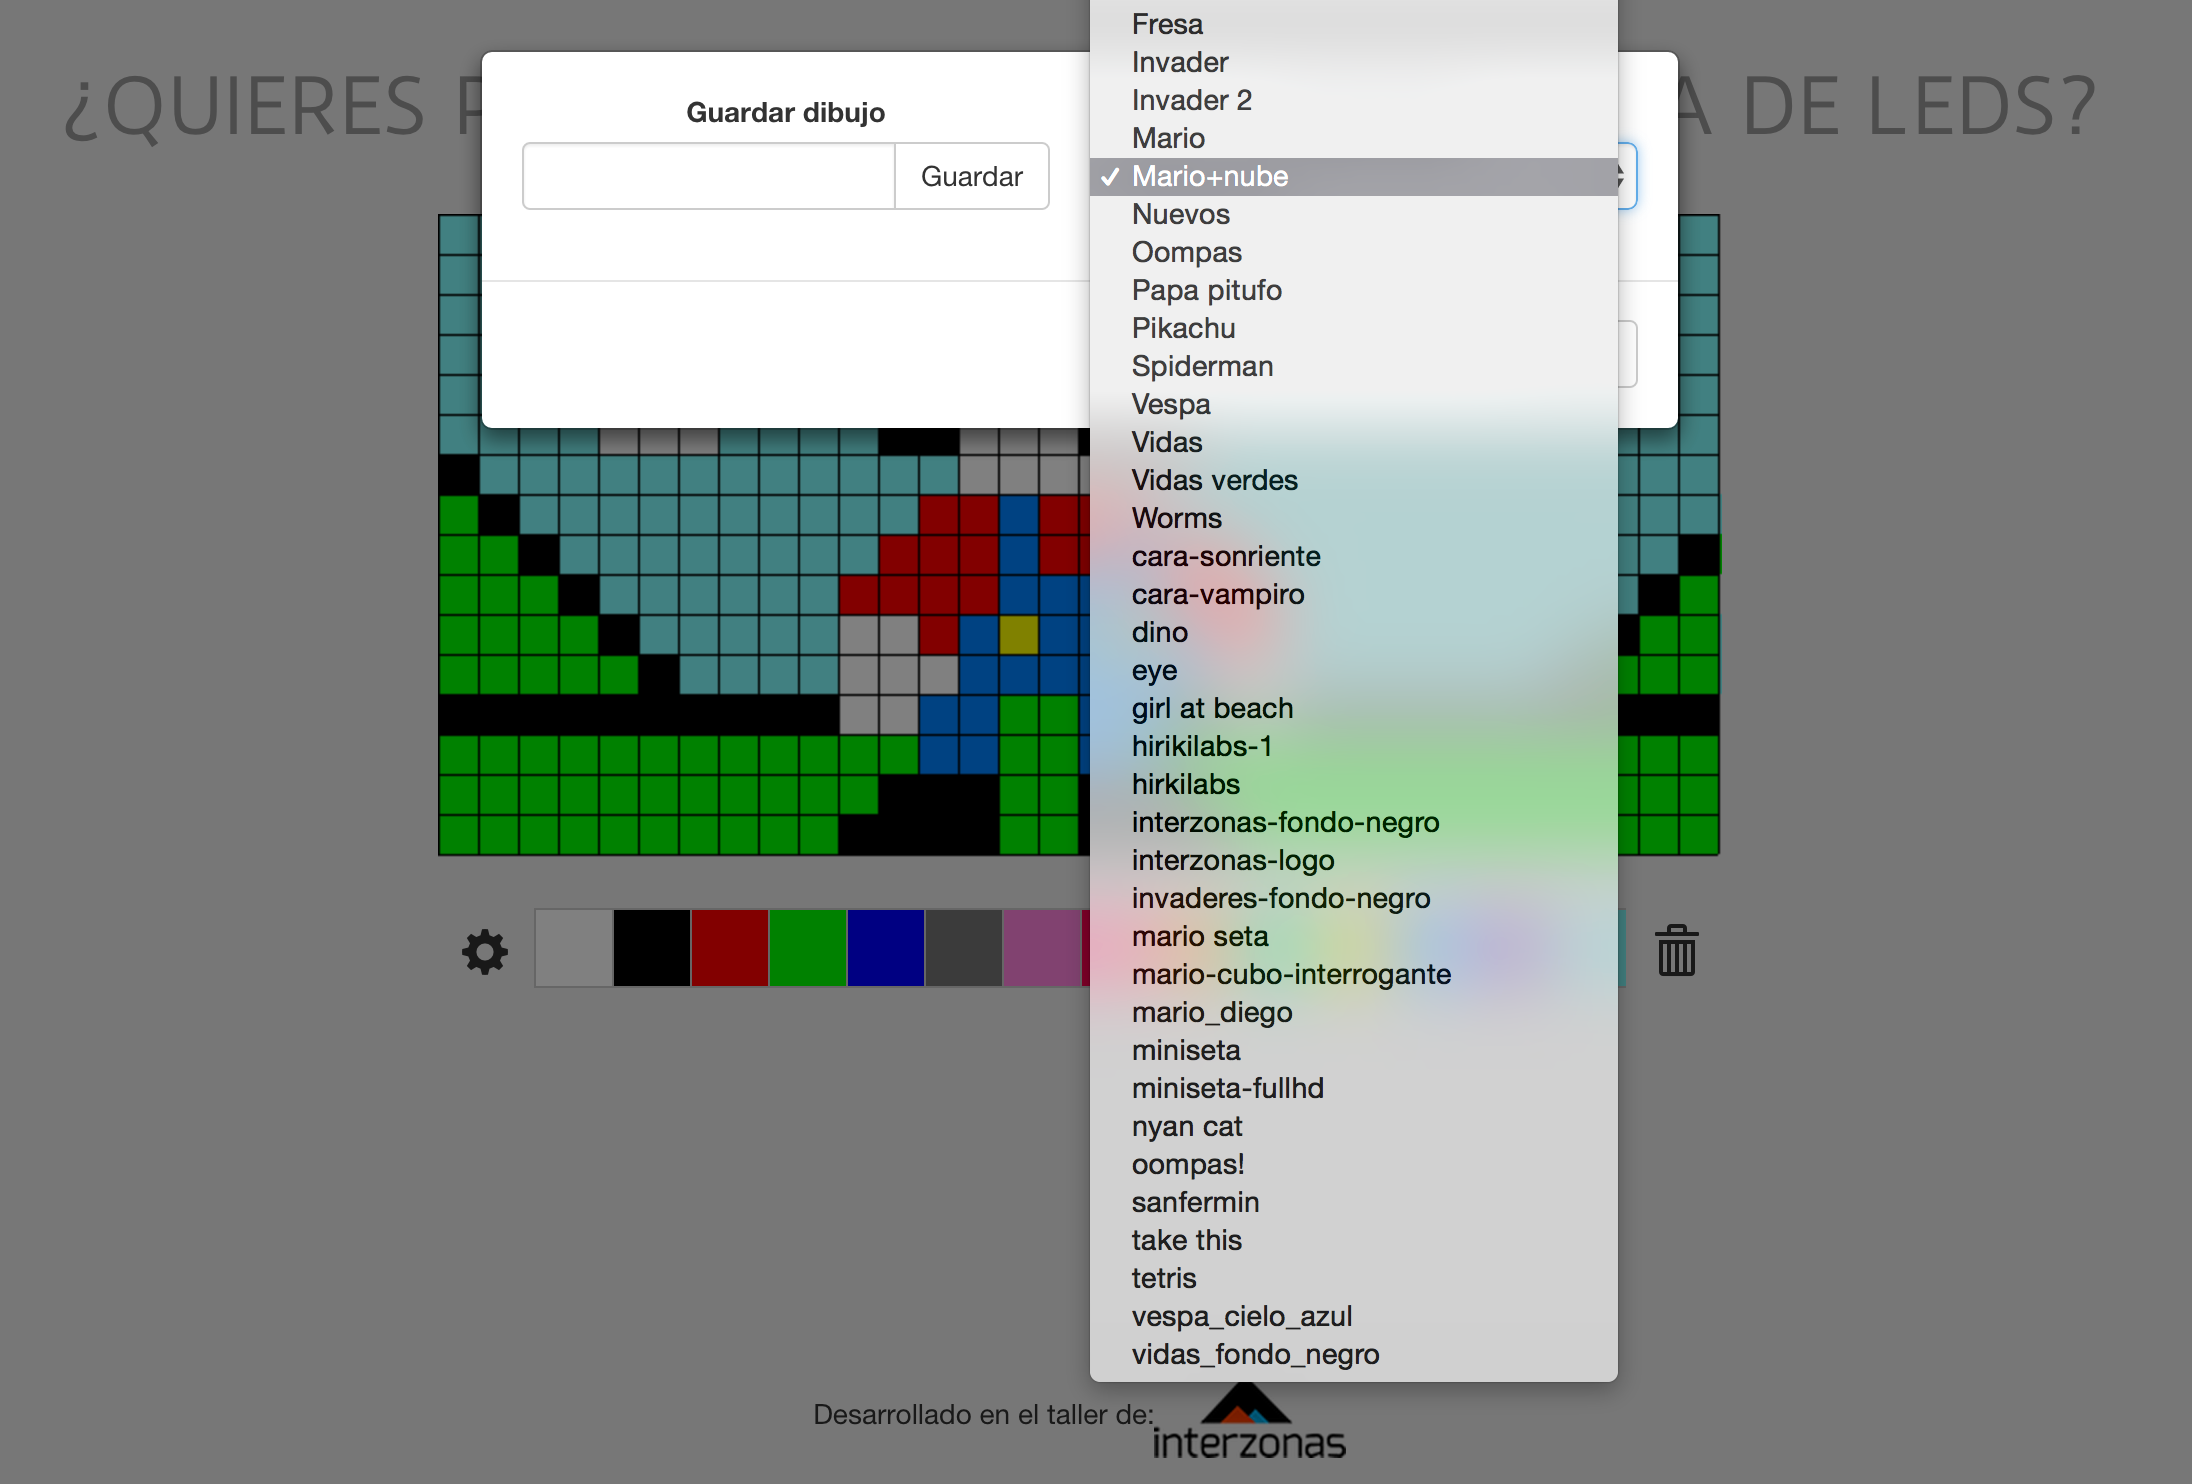 ¿QUIERES
A DE LEDS?
Guardar dibujo
Guardar
Fresa
Invader
Invader 2
Mario
✓ Mario+nube
Nuevos
Oompas
Papa pitufo
Pikachu
Spiderman
Vespa
Vidas
Vidas verdes
Worms
cara-sonriente
cara-vampiro
dino
eye
girl at beach
hirikilabs-1
hirkilabs
interzonas-fondo-negro
interzonas-logo
invaderes-fondo-negro
mario seta
mario-cubo-interrogante
mario_diego
miniseta
miniseta-fullhd
nyan cat
oompas!
sanfermin
take this
tetris
vespa_cielo_azul
vidas_fondo_negro
Desarrollado en el taller de:
interzonas